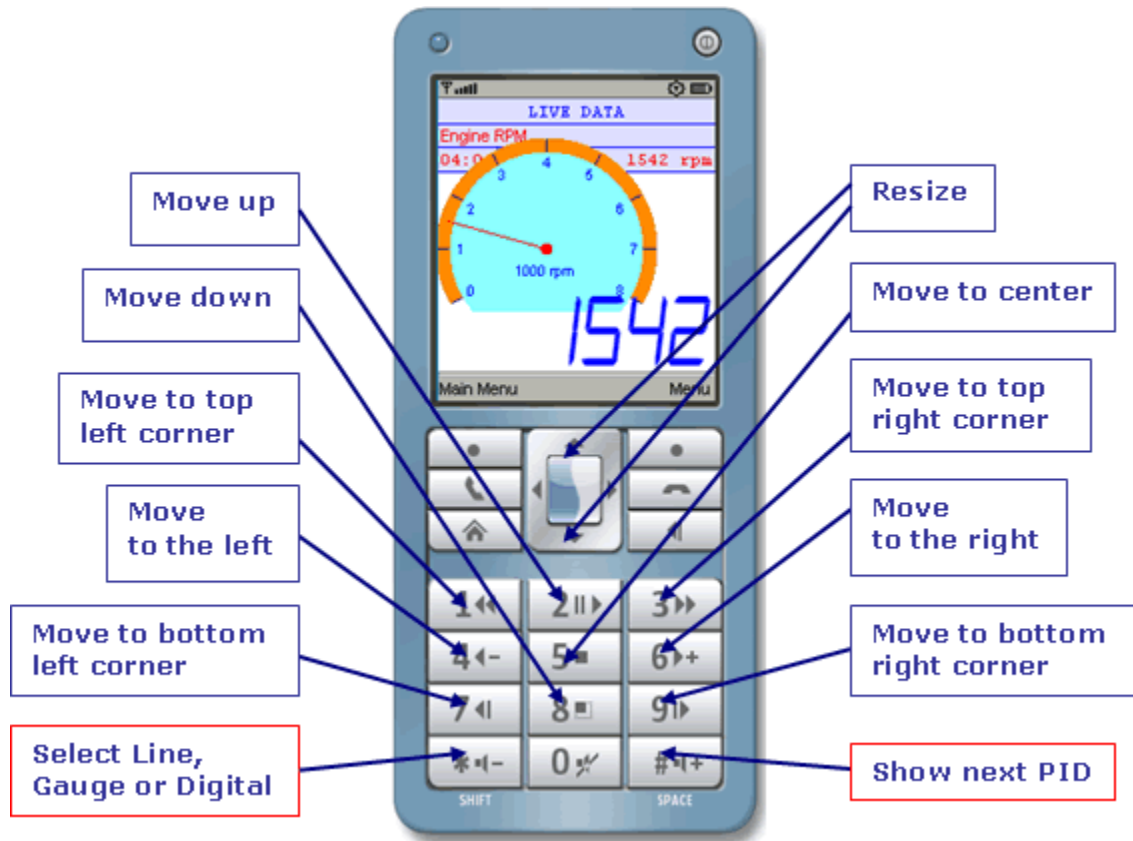 LIVE DATA
Engine RPM
04:0
1542 rpm
0
1
2
3
4
5
6
7
8
1000 rpm
1542
Main Menu
Menu
Move up
Move down
Move to top
left corner
Move
to the left
Move to bottom
left corner
Select Line,
Gauge or Digital
Resize
Move to center
Move to top
right corner
Move
to the right
Move to bottom
right corner
Show next PID
1
2
3
4 -
5
6 +
7
8
9
* -
0
# +
SHIFT
SPACE